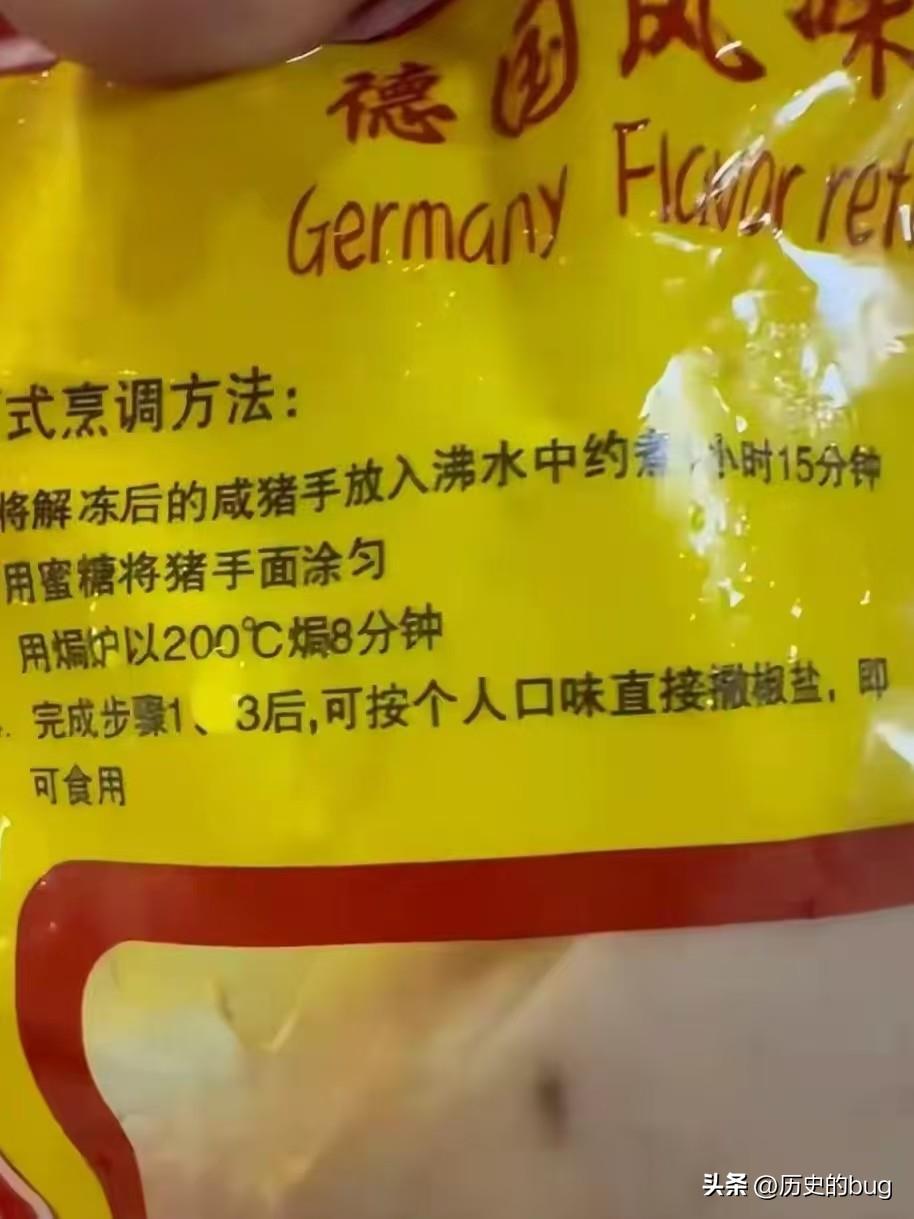 德国风味
Germany Flavor ref
式烹调方法:
将解冻后的咸猪手放入沸水中约煮 小时15分钟
用蜜糖将猪手面涂匀
用焗炉以200℃焗8分钟
完成步骤1、3后,可按个人口味直接撒椒盐,即
可食用
头条 @历史的bug